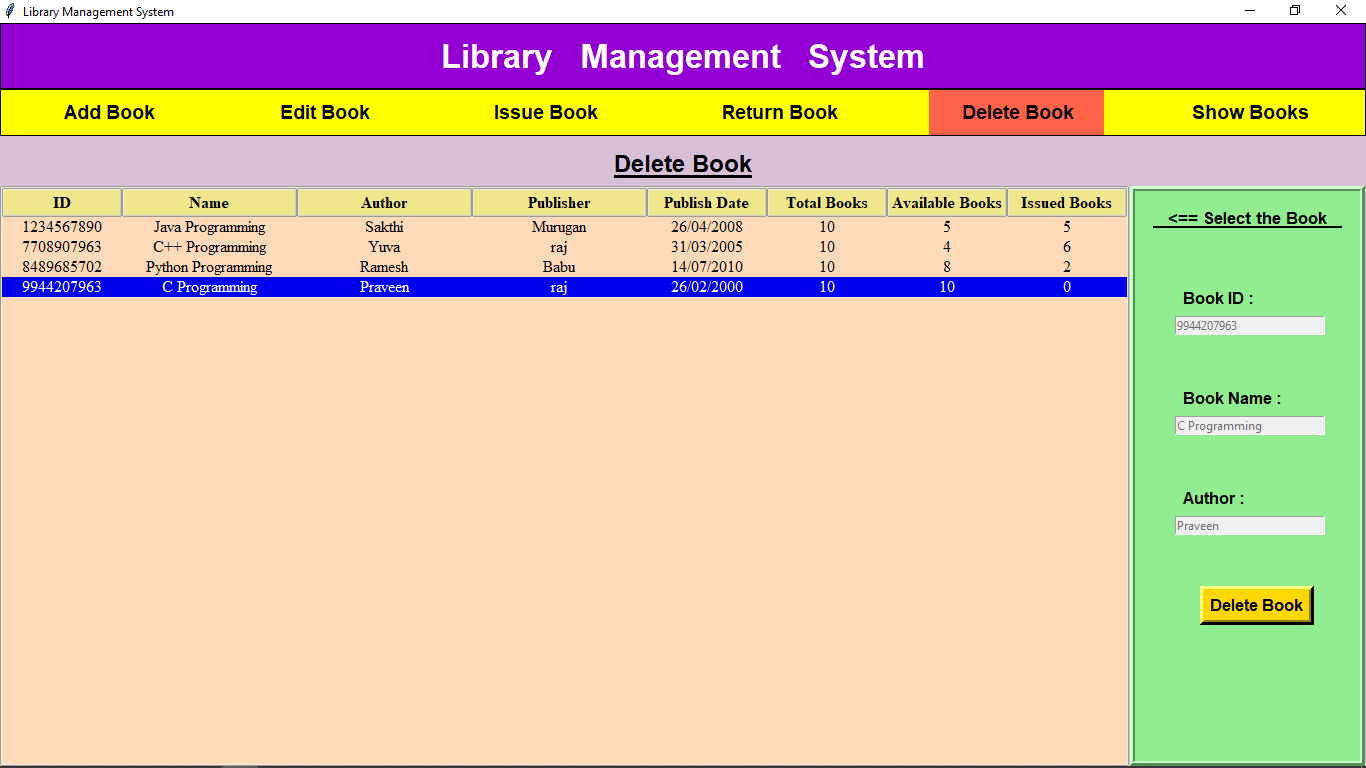 Library Management System
Library Management System
Add Book Edit Book Issue Book Return Book Delete Book Show Books
Delete Book
ID Name Author Publisher Publish Date Total Books Available Books Issued Books
1234567890 Java Programming Sakthi Murugan 26/04/2008 10 5 5
7708907963 C++ Programming Yuva raj 31/03/2005 10 4 6
8489685702 Python Programming Ramesh Babu 14/07/2010 10 8 2
9944207963 C Programming Praveen raj 26/02/2000 10 10 0
<== Select the Book
Book ID :
9944207963
Book Name :
C Programming
Author :
Praveen
Delete Book